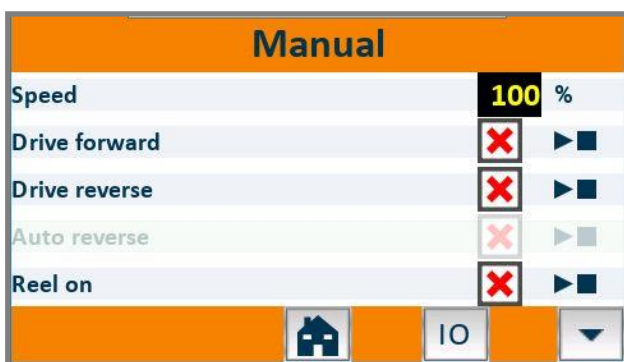 Manual
Speed 100 %
Drive forward
Drive reverse
Auto reverse
Reel on
IO